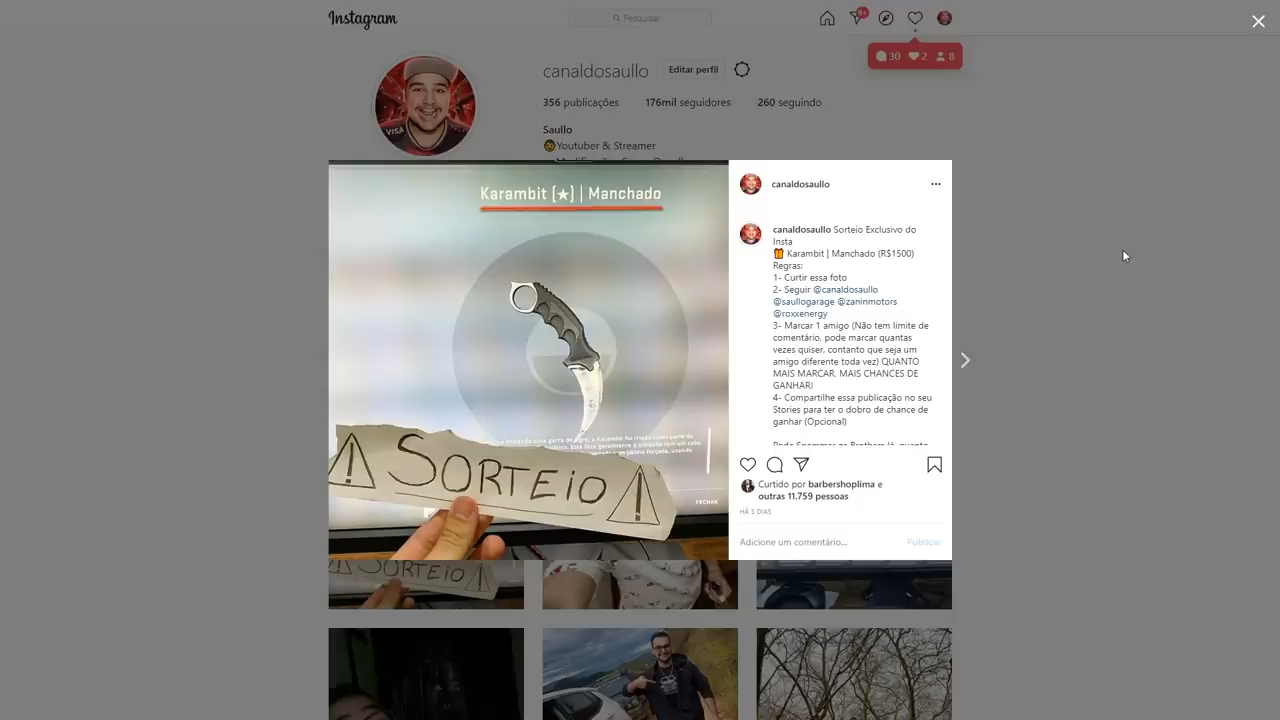 Instagram
Pesquisar
9+
30 2 8
canaldosaullo
Editar perfil
356 publicações 176mil seguidores 260 seguindo
Saullo
Youtuber & Streamer
VISA
Karambit (★) | Manchado
FECHAR
⚠ SORTEIO ⚠
canaldosaullo
canaldosaullo Sorteio Exclusivo do
Insta
🎁 Karambit | Manchado (R$1500)
Regras:
1- Curtir essa foto
2- Seguir @canaldosaullo
@saullogarage @zaninmotors
@roxxenergy
3- Marcar 1 amigo (Não tem limite de
comentário, pode marcar quantas
vezes quiser, contanto que seja um
amigo diferente toda vez) QUANTO
MAIS MARCAR, MAIS CHANCES DE
GANHAR!
4- Compartilhe essa publicação no seu
Stories para ter o dobro de chance de
ganhar (Opcional)
Curtido por barbershoplima e
outras 11.759 pessoas
HÁ 5 DIAS
Adicione um comentário... Publicar
SORTEIO